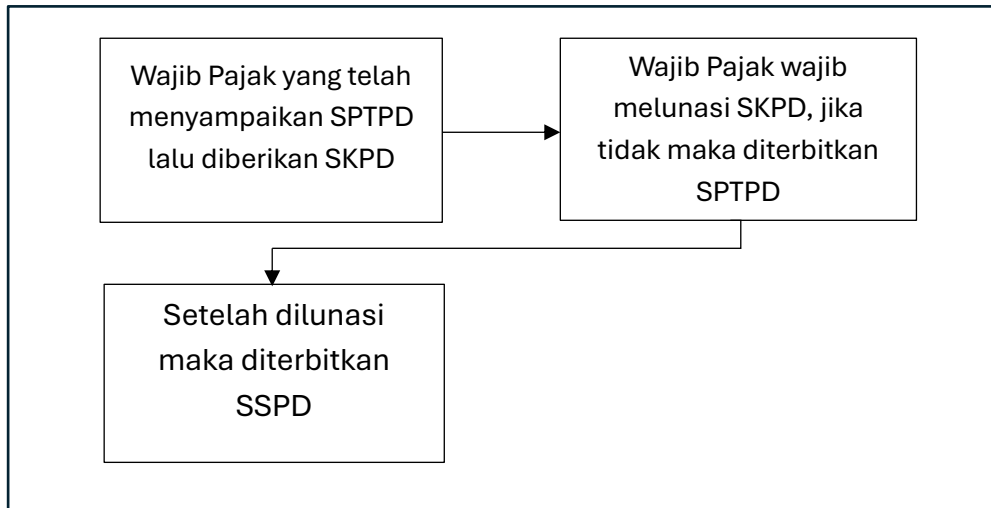 Wajib Pajak yang telah
menyampaikan SPTPD
lalu diberikan SKPD
Wajib Pajak wajib
melunasi SKPD, jika
tidak maka diterbitkan
SPTPD
Setelah dilunasi
maka diterbitkan
SSPD